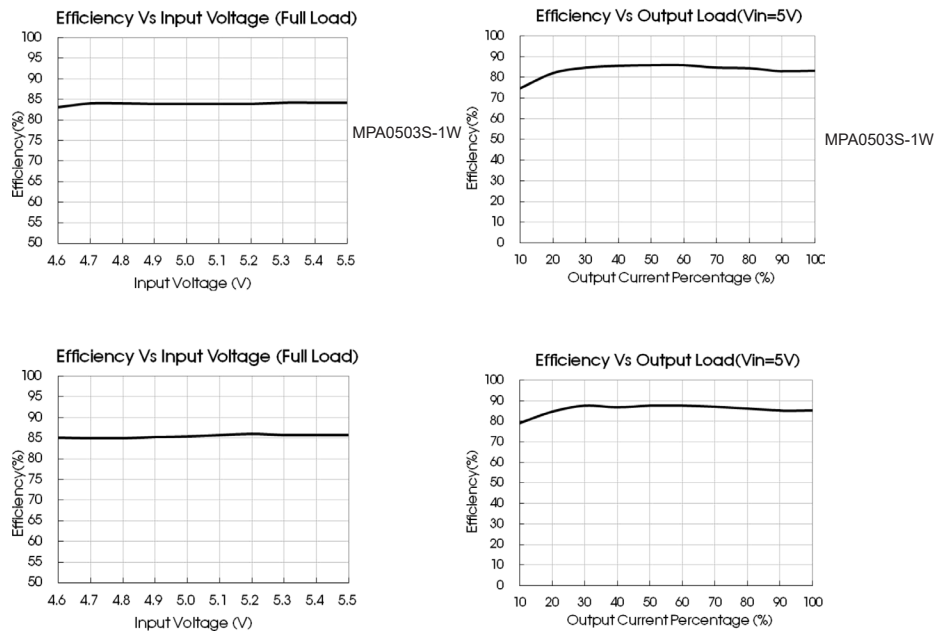 Efficiency Vs Input Voltage (Full Load)
100
95
90
85
80
75
70
65
60
55
50
Efficiency(%)
4.6 4.7 4.8 4.9 5.0 5.1 5.2 5.3 5.4 5.5
Input Voltage (V)
MPA0503S-1W
Efficiency Vs Output Load(Vin=5V)
100
90
80
70
60
50
40
30
20
10
0
Efficiency(%)
10 20 30 40 50 60 70 80 90 100
Output Current Percentage (%)
MPA0503S-1W
Efficiency Vs Input Voltage (Full Load)
100
95
90
85
80
75
70
65
60
55
50
Efficiency(%)
4.6 4.7 4.8 4.9 5.0 5.1 5.2 5.3 5.4 5.5
Input Voltage (V)
Efficiency Vs Output Load(Vin=5V)
100
90
80
70
60
50
40
30
20
10
0
Efficiency(%)
10 20 30 40 50 60 70 80 90 100
Output Current Percentage (%)